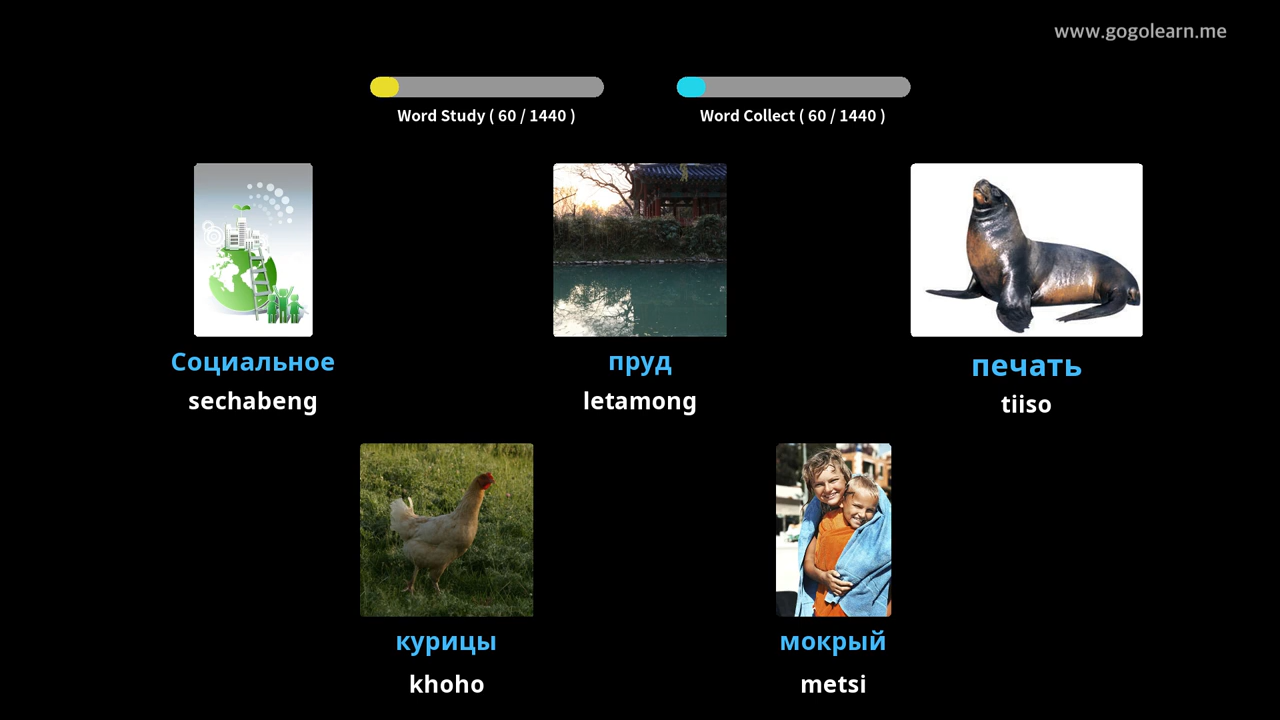 www.gogolearn.me
Word Study ( 60 / 1440 )
Word Collect ( 60 / 1440 )
Социальное
sechabeng
пруд
letamong
печать
tiiso
курицы
khoho
мокрый
metsi